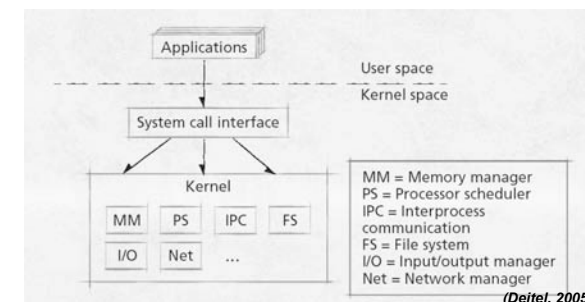 Applications
User space
Kernel space
System call interface
Kernel
MM PS IPC FS
I/O Net ...
MM = Memory manager
PS = Processor scheduler
IPC = Interprocess
communication
FS = File system
I/O = Input/output manager
Net = Network manager
(Deitel, 2005